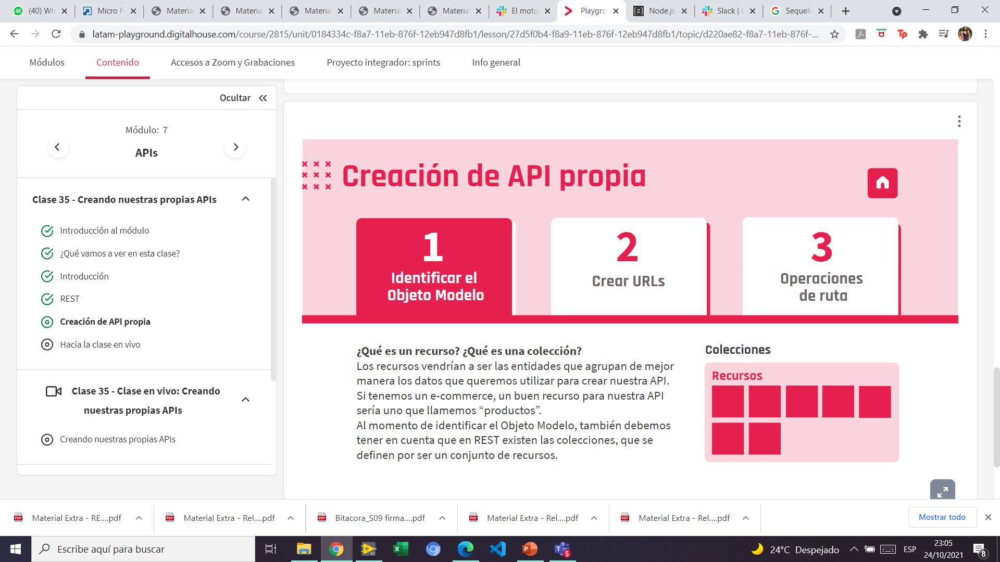 (40) Wh
Micro F
Material
Material
Material
Material
Material
El moto
Playgro
Node.js
Slack | 
Sequeli
latam-playground.digitalhouse.com/course/2815/unit/0184334c-f8a7-11eb-876f-12eb947d8fb1/lesson/27d5f0b4-f8a9-11eb-876f-12eb947d8fb1/topic/d220ae82-f8a7-11eb-876f-...
Módulos
Contenido
Accesos a Zoom y Grabaciones
Proyecto integrador: sprints
Info general
Ocultar
Módulo: 7
APIs
Clase 35 - Creando nuestras propias APIs
Introducción al módulo
¿Qué vamos a ver en esta clase?
Introducción
REST
Creación de API propia
Hacia la clase en vivo
Clase 35 - Clase en vivo: Creando
nuestras propias APIs
Creando nuestras propias APIs
Creación de API propia
1
Identificar el
Objeto Modelo
2
Crear URLs
3
Operaciones
de ruta
¿Qué es un recurso? ¿Qué es una colección?
Los recursos vendrían a ser las entidades que agrupan de mejor
manera los datos que queremos utilizar para crear nuestra API.
Si tenemos un e-commerce, un buen recurso para nuestra API
sería uno que llamemos “productos”.
Al momento de identificar el Objeto Modelo, también debemos
tener en cuenta que en REST existen las colecciones, que se
definen por ser un conjunto de recursos.
Colecciones
Recursos
Material Extra - RE....pdf
Material Extra - Rel....pdf
Bitacora_S09 firma....pdf
Material Extra - Rel....pdf
Material Extra - Rel....pdf
Mostrar todo
Escribe aquí para buscar
24°C Despejado
ESP
23:05
24/10/2021
8